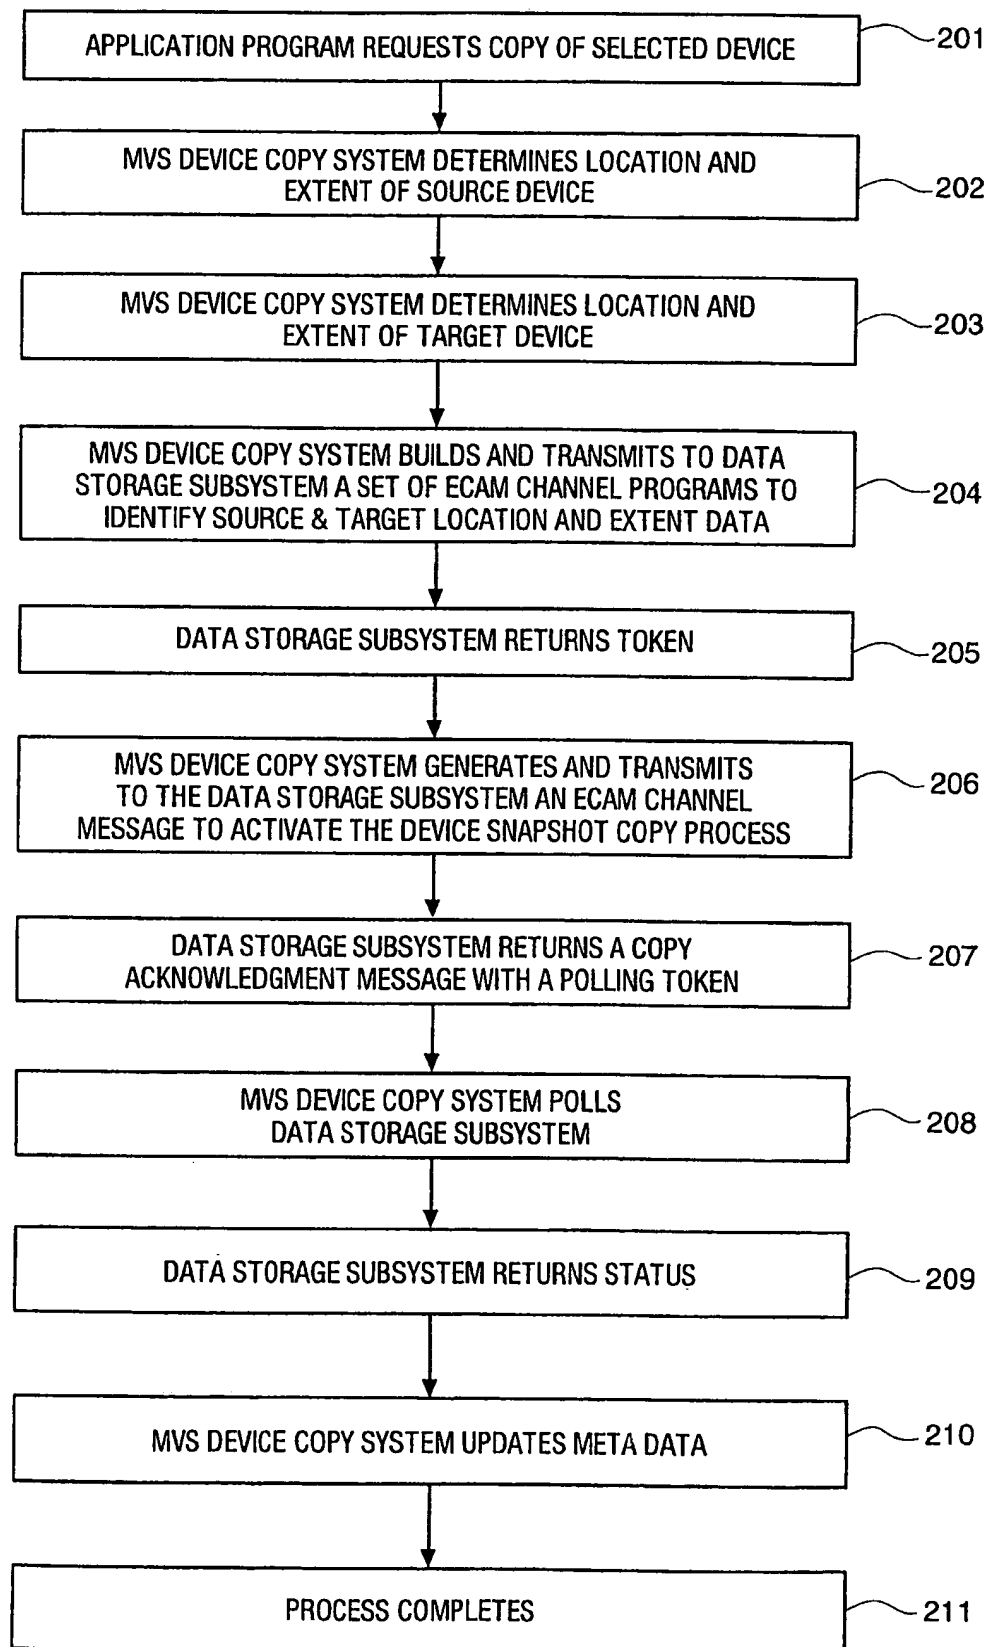 APPLICATION PROGRAM REQUESTS COPY OF SELECTED DEVICE
201
MVS DEVICE COPY SYSTEM DETERMINES LOCATION AND
EXTENT OF SOURCE DEVICE
202
MVS DEVICE COPY SYSTEM DETERMINES LOCATION AND
EXTENT OF TARGET DEVICE
203
MVS DEVICE COPY SYSTEM BUILDS AND TRANSMITS TO DATA
STORAGE SUBSYSTEM A SET OF ECAM CHANNEL PROGRAMS TO
IDENTIFY SOURCE & TARGET LOCATION AND EXTENT DATA
204
DATA STORAGE SUBSYSTEM RETURNS TOKEN
205
MVS DEVICE COPY SYSTEM GENERATES AND TRANSMITS
TO THE DATA STORAGE SUBSYSTEM AN ECAM CHANNEL
MESSAGE TO ACTIVATE THE DEVICE SNAPSHOT COPY PROCESS
206
DATA STORAGE SUBSYSTEM RETURNS A COPY
ACKNOWLEDGMENT MESSAGE WITH A POLLING TOKEN
207
MVS DEVICE COPY SYSTEM POLLS
DATA STORAGE SUBSYSTEM
208
DATA STORAGE SUBSYSTEM RETURNS STATUS
209
MVS DEVICE COPY SYSTEM UPDATES META DATA
210
PROCESS COMPLETES
211